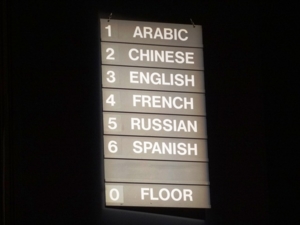 1 ARABIC
2 CHINESE
3 ENGLISH
4 FRENCH
5 RUSSIAN
6 SPANISH
0 FLOOR